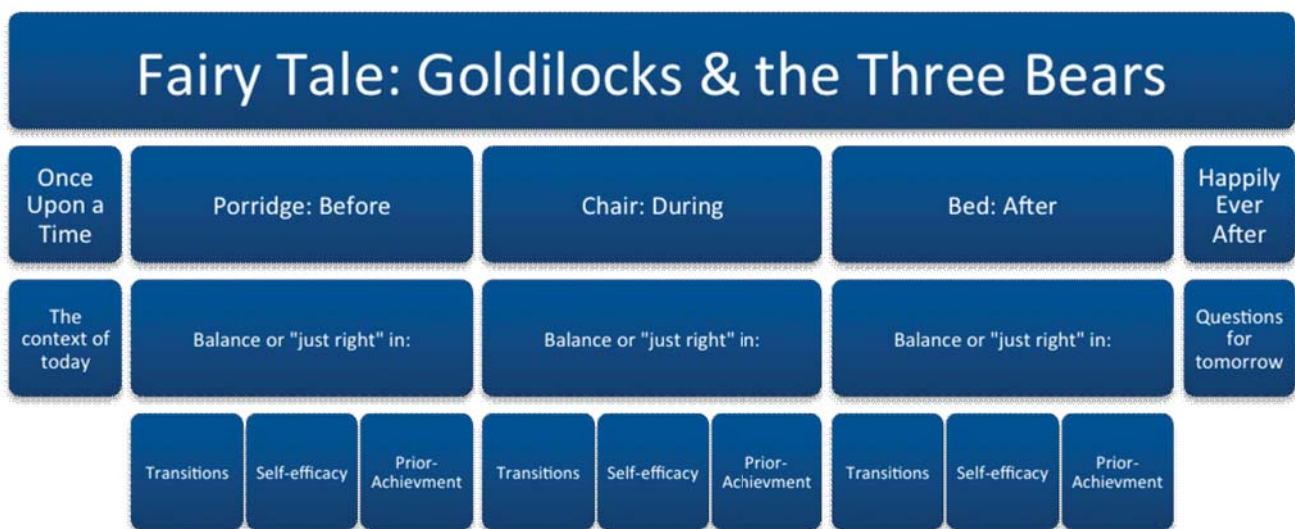 Fairy Tale: Goldilocks & the Three Bears
Once
Upon a
Time
Porridge: Before
Chair: During
Bed: After
Happily
Ever
After
The
context of
today
Balance or "just right" in:
Balance or "just right" in:
Balance or "just right" in:
Questions
for
tomorrow
Transitions
Self-efficacy
Prior-
Achievment
Transitions
Self-efficacy
Prior-
Achievment
Transitions
Self-efficacy
Prior-
Achievment